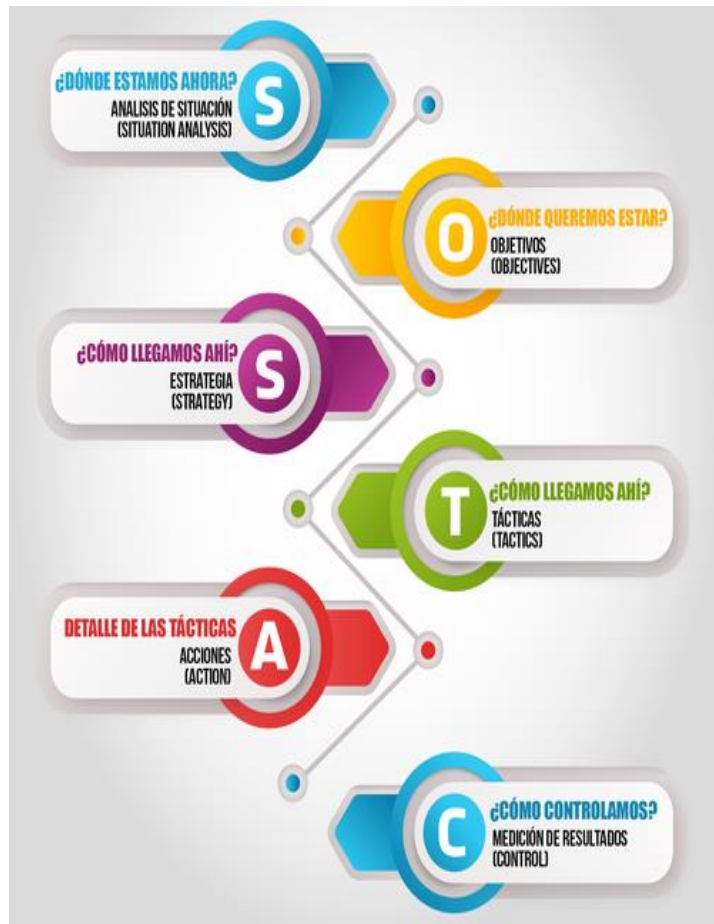 ¿DÓNDE ESTAMOS AHORA?
ANALISIS DE SITUACIÓN
(SITUATION ANALYSIS)
S
O
¿DÓNDE QUEREMOS ESTAR?
OBJETIVOS
(OBJECTIVES)
¿CÓMO LLEGAMOS AHÍ?
ESTRATEGIA
(STRATEGY)
S
T
¿CÓMO LLEGAMOS AHÍ?
TÁCTICAS
(TACTICS)
DETALLE DE LAS TÁCTICAS
ACCIONES
(ACTION)
A
C
¿CÓMO CONTROLAMOS?
MEDICIÓN DE RESULTADOS
(CONTROL)